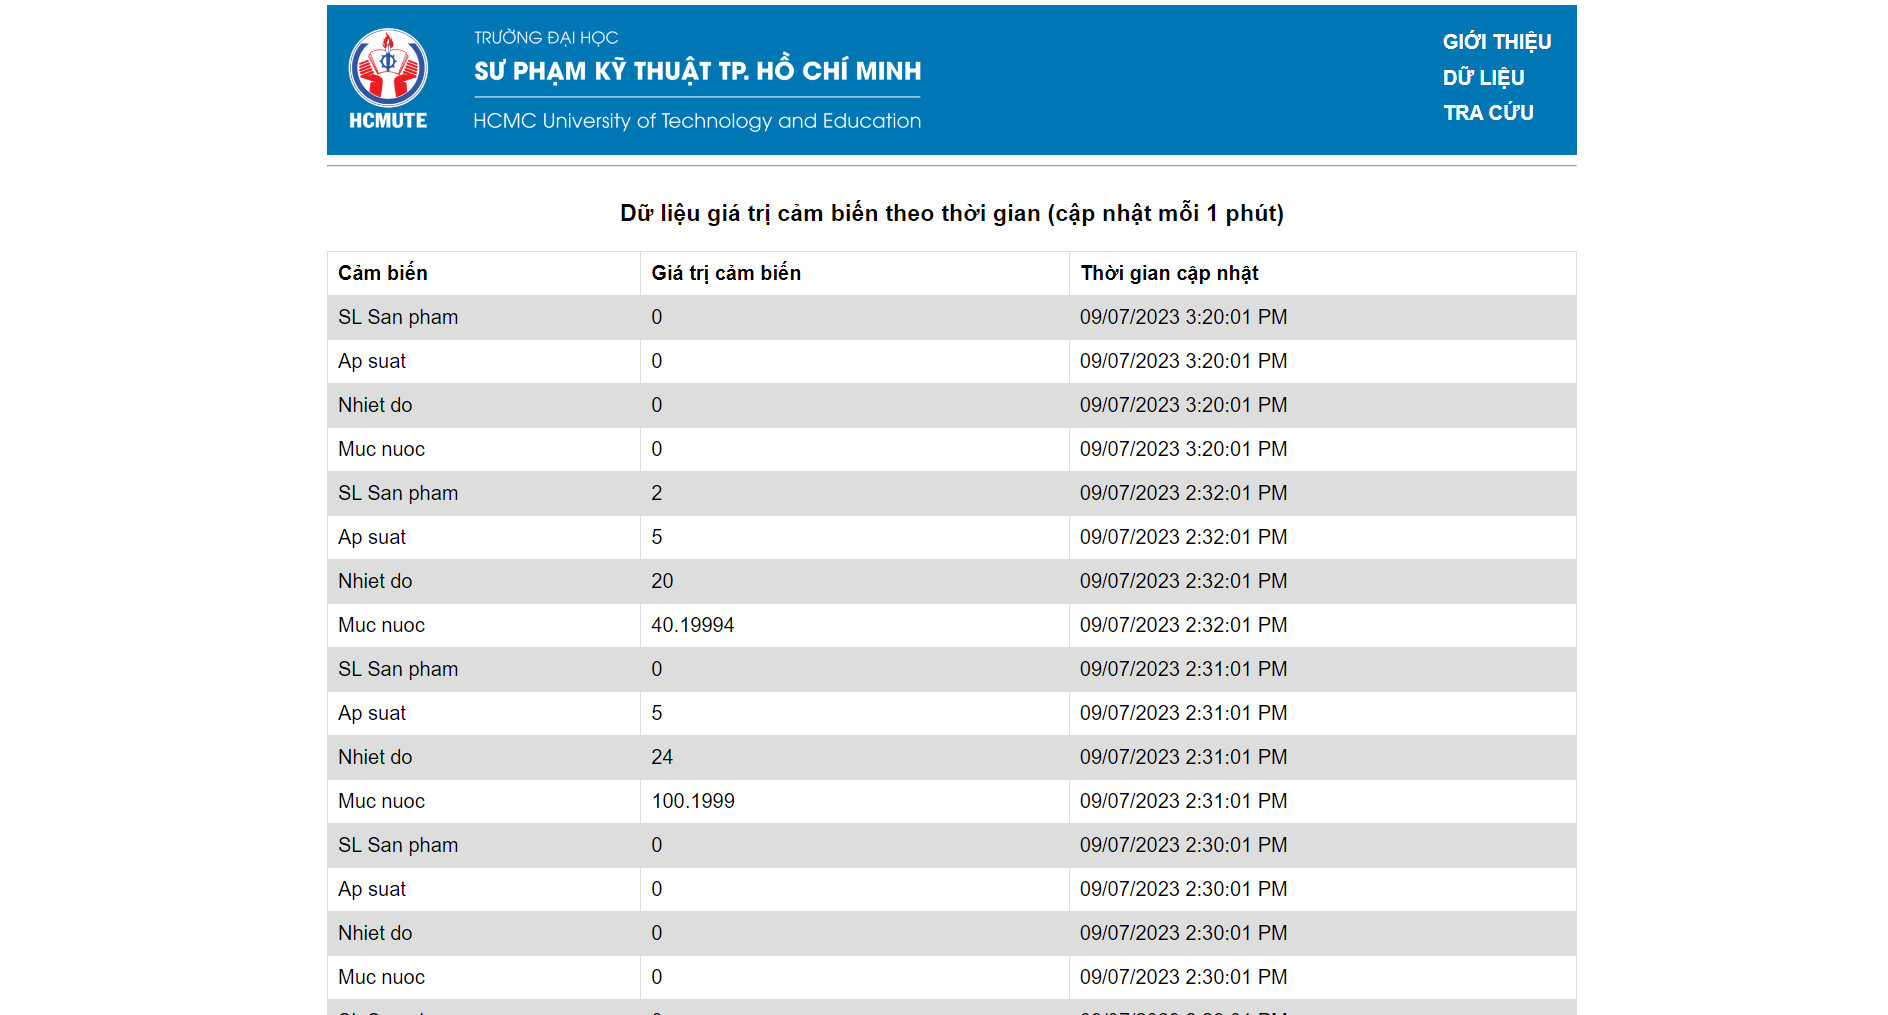 HCMUTE
TRƯỜNG ĐẠI HỌC
SƯ PHẠM KỸ THUẬT TP. HỒ CHÍ MINH
HCMC University of Technology and Education
GIỚI THIỆU
DỮ LIỆU
TRA CỨU
Dữ liệu giá trị cảm biến theo thời gian (cập nhật mỗi 1 phút)
Cảm biến Giá trị cảm biến Thời gian cập nhật
SL San pham 0 09/07/2023 3:20:01 PM
Ap suat 0 09/07/2023 3:20:01 PM
Nhiet do 0 09/07/2023 3:20:01 PM
Muc nuoc 0 09/07/2023 3:20:01 PM
SL San pham 2 09/07/2023 2:32:01 PM
Ap suat 5 09/07/2023 2:32:01 PM
Nhiet do 20 09/07/2023 2:32:01 PM
Muc nuoc 40.19994 09/07/2023 2:32:01 PM
SL San pham 0 09/07/2023 2:31:01 PM
Ap suat 5 09/07/2023 2:31:01 PM
Nhiet do 24 09/07/2023 2:31:01 PM
Muc nuoc 100.1999 09/07/2023 2:31:01 PM
SL San pham 0 09/07/2023 2:30:01 PM
Ap suat 0 09/07/2023 2:30:01 PM
Nhiet do 0 09/07/2023 2:30:01 PM
Muc nuoc 0 09/07/2023 2:30:01 PM